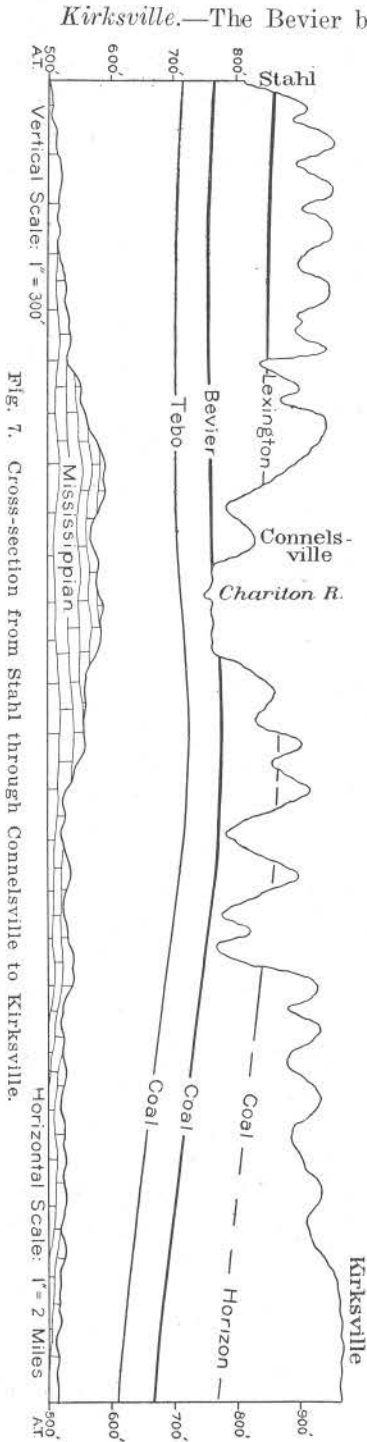 Kirksville.—The Bevier b
Stahl
Connels-
ville
Chariton R.
Kirksville
800'
700'
600'
500'
A.T.
900'
800'
700'
600'
500'
A.T.
Lexington
Coal
Horizon
Bevier
Coal
Tebo
Coal
Mississippian
Vertical Scale: 1" = 300'
Horizontal Scale: 1" = 2 Miles
Fig. 7. Cross-section from Stahl through Connelsville to Kirksville.